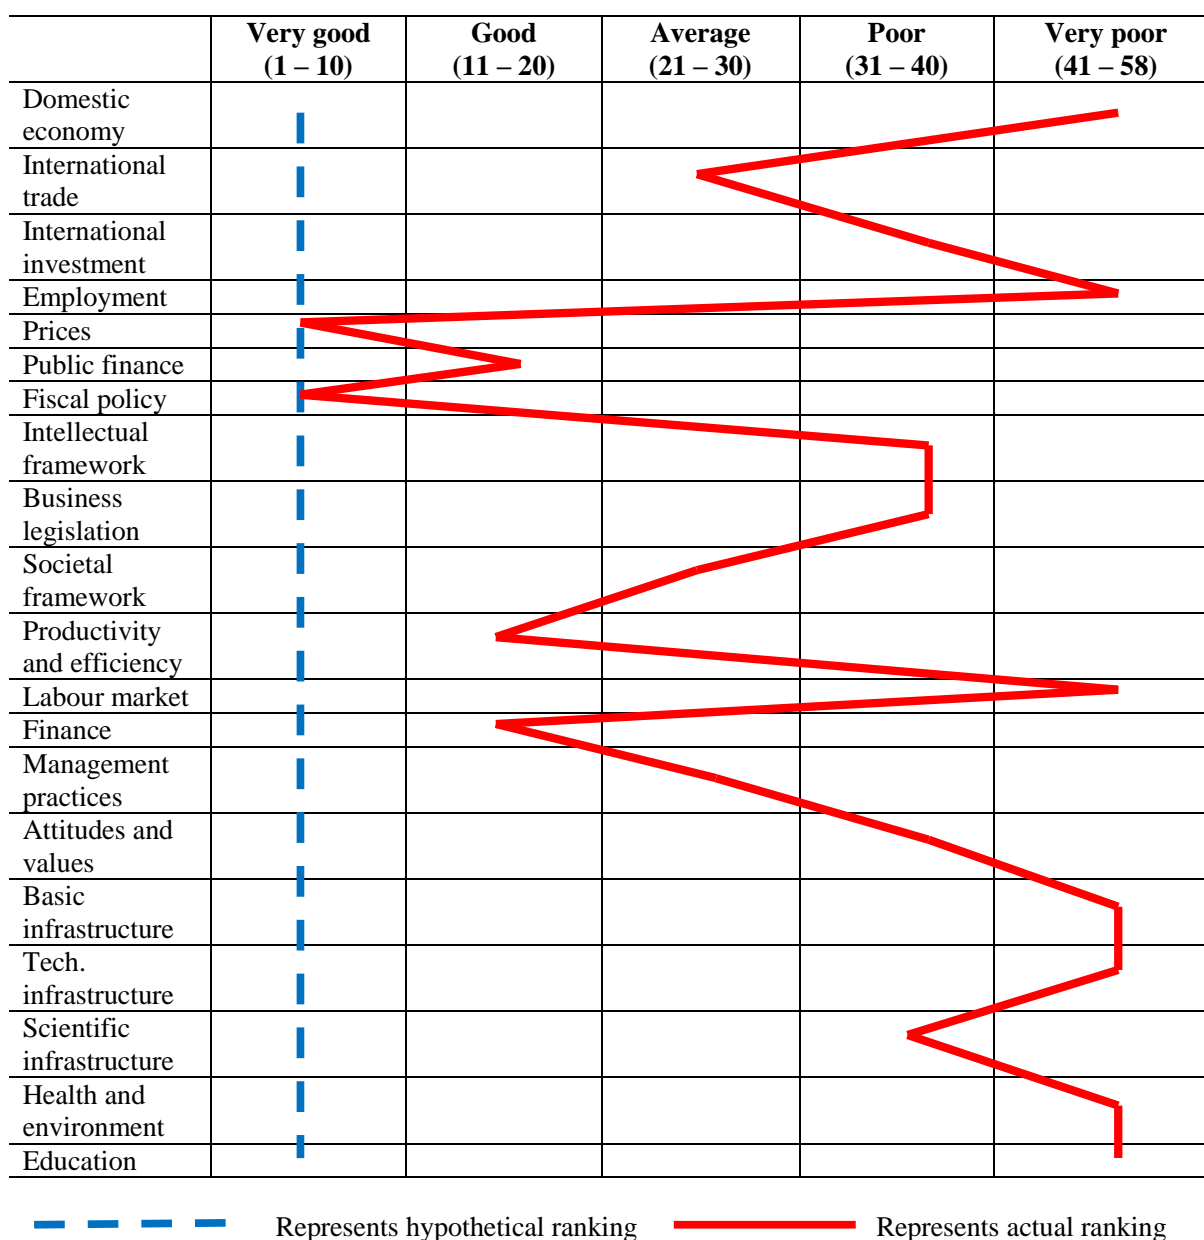 Very good Good Average Poor Very poor
(1 – 10) (11 – 20) (21 – 30) (31 – 40) (41 – 58)
Domestic
economy
International
trade
International
investment
Employment
Prices
Public finance
Fiscal policy
Intellectual
framework
Business
legislation
Societal
framework
Productivity
and efficiency
Labour market
Finance
Management
practices
Attitudes and
values
Basic
infrastructure
Tech.
infrastructure
Scientific
infrastructure
Health and
environment
Education
Represents hypothetical ranking Represents actual ranking